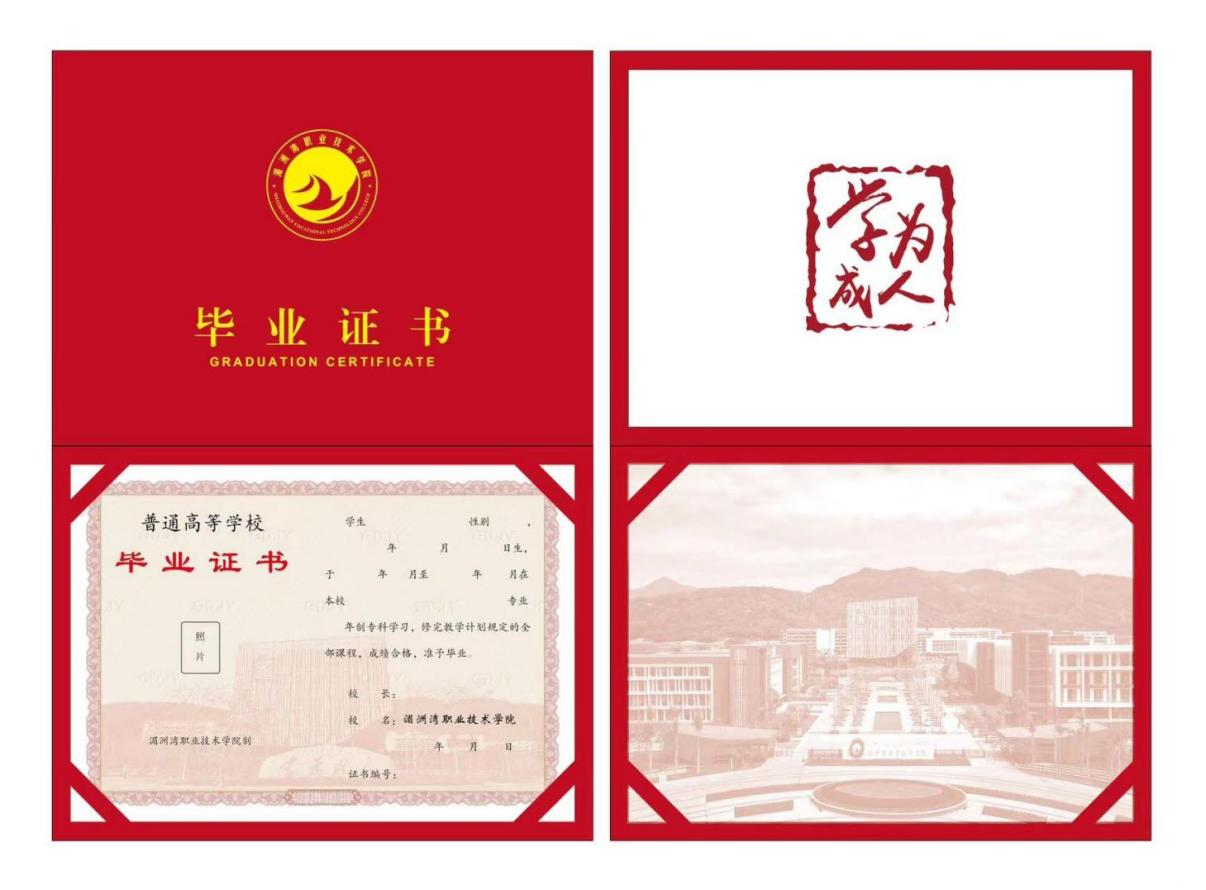 湄洲湾职业技术学院
MEIZHOUWAN VOCATIONAL TECHNOLOGY COLLEGE
毕业证书
GRADUATION CERTIFICATE
学为
成人
普通高等学校
毕业证书
照
片
湄洲湾职业技术学院制
学生 性别 ，
年 月 日生，
于 年 月至 年 月在
本校 专业
年制专科学习，修完教学计划规定的全
部课程，成绩合格，准予毕业。
校 长：
校 名：湄洲湾职业技术学院
年 月 日
证书编号：